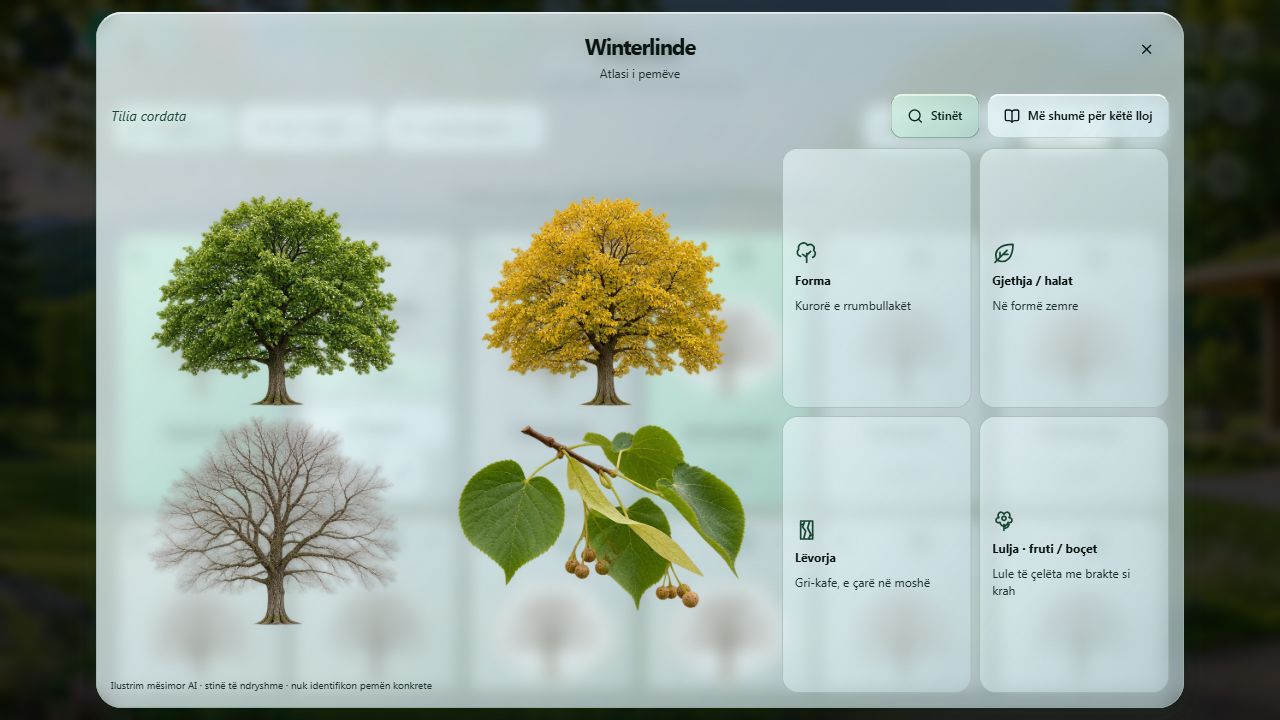 Winterlinde
Atlasi i pemëve
Tilia cordata
Stinët
Më shumë për këtë lloj
Forma
Kurorë e rrumbullakët
Gjethja / halat
Në formë zemre
Lëvorja
Gri-kafe, e çarë në moshë
Lulja · fruti / boçet
Lule të çelëta me brakte si
krah
Ilustrim mësimor AI · stinë të ndryshme · nuk identifikon pemën konkrete